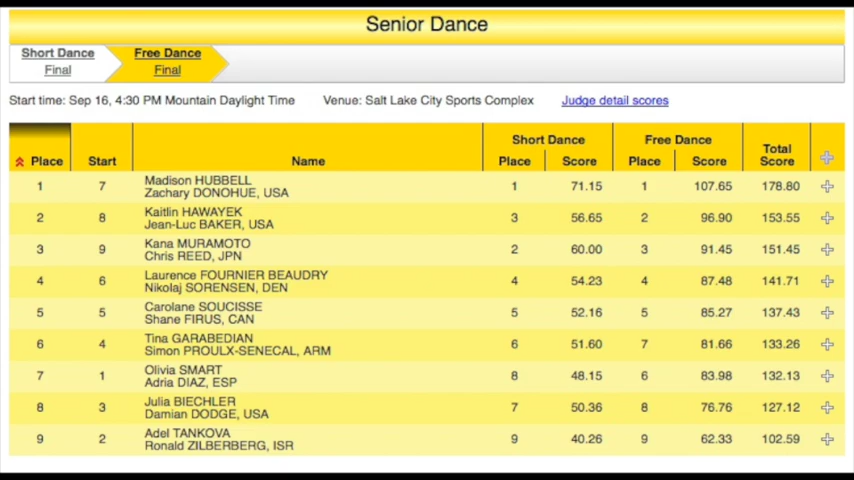 Senior Dance
Short Dance Free Dance
Final Final
Start time: Sep 16, 4:30 PM Mountain Daylight Time Venue: Salt Lake City Sports Complex Judge detail scores
Short Dance Free Dance Total
Place Start Name Place Score Place Score Score
1 7 Madison HUBBELL 1 71.15 1 107.65 178.80
Zachary DONOHUE, USA
2 8 Kaitlin HAWAYEK 3 56.65 2 96.90 153.55
Jean-Luc BAKER, USA
3 9 Kana MURAMOTO 2 60.00 3 91.45 151.45
Chris REED, JPN
4 6 Laurence FOURNIER BEAUDRY 4 54.23 4 87.48 141.71
Nikolaj SORENSEN, DEN
5 5 Carolane SOUCISSE 5 52.16 5 85.27 137.43
Shane FIRUS, CAN
6 4 Tina GARABEDIAN 6 51.60 7 81.66 133.26
Simon PROULX-SENECAL, ARM
7 1 Olivia SMART 8 48.15 6 83.98 132.13
Adria DIAZ, ESP
8 3 Julia BIECHLER 7 50.36 8 76.76 127.12
Damian DODGE, USA
9 2 Adel TANKOVA 9 40.26 9 62.33 102.59
Ronald ZILBERBERG, ISR